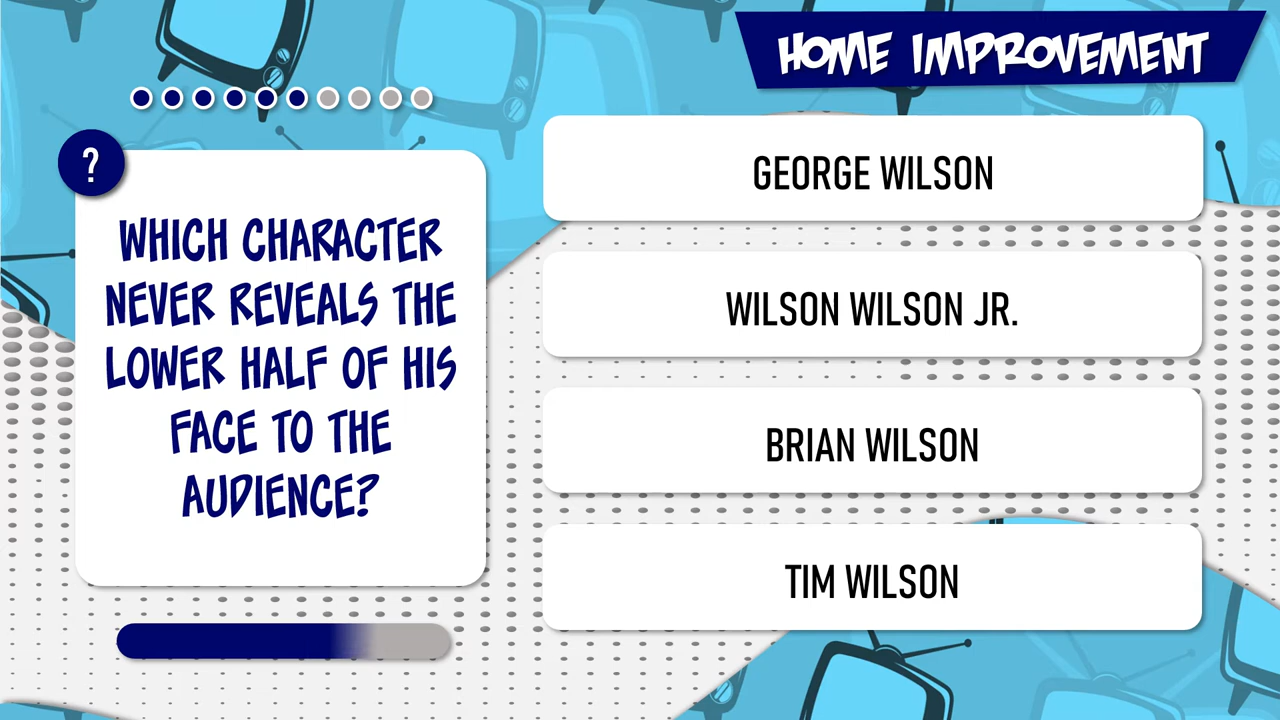 HOME IMPROVEMENT
?
WHICH CHARACTER
NEVER REVEALS THE
LOWER HALF OF HIS
FACE TO THE
AUDIENCE?
GEORGE WILSON
WILSON WILSON JR.
BRIAN WILSON
TIM WILSON